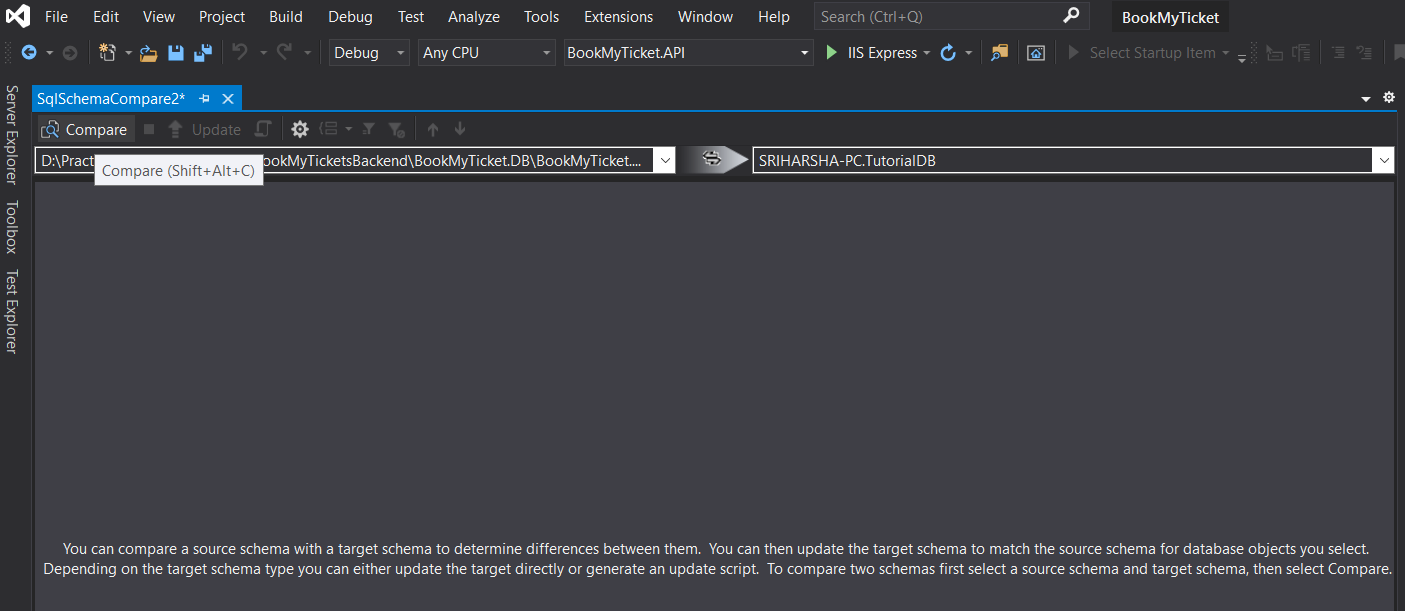 File Edit View Project Build Debug Test Analyze Tools Extensions Window Help Search (Ctrl+Q) BookMyTicket
Debug Any CPU BookMyTicket.API IIS Express Select Startup Item
Server Explorer
Toolbox
Test Explorer
SqlSchemaCompare2*
Compare Update
D:\Pract ookMyTicketsBackend\BookMyTicket.DB\BookMyTicket.... SRIHARSHA-PC.TutorialDB
Compare (Shift+Alt+C)
You can compare a source schema with a target schema to determine differences between them. You can then update the target schema to match the source schema for database objects you select.
Depending on the target schema type you can either update the target directly or generate an update script. To compare two schemas first select a source schema and target schema, then select Compare.